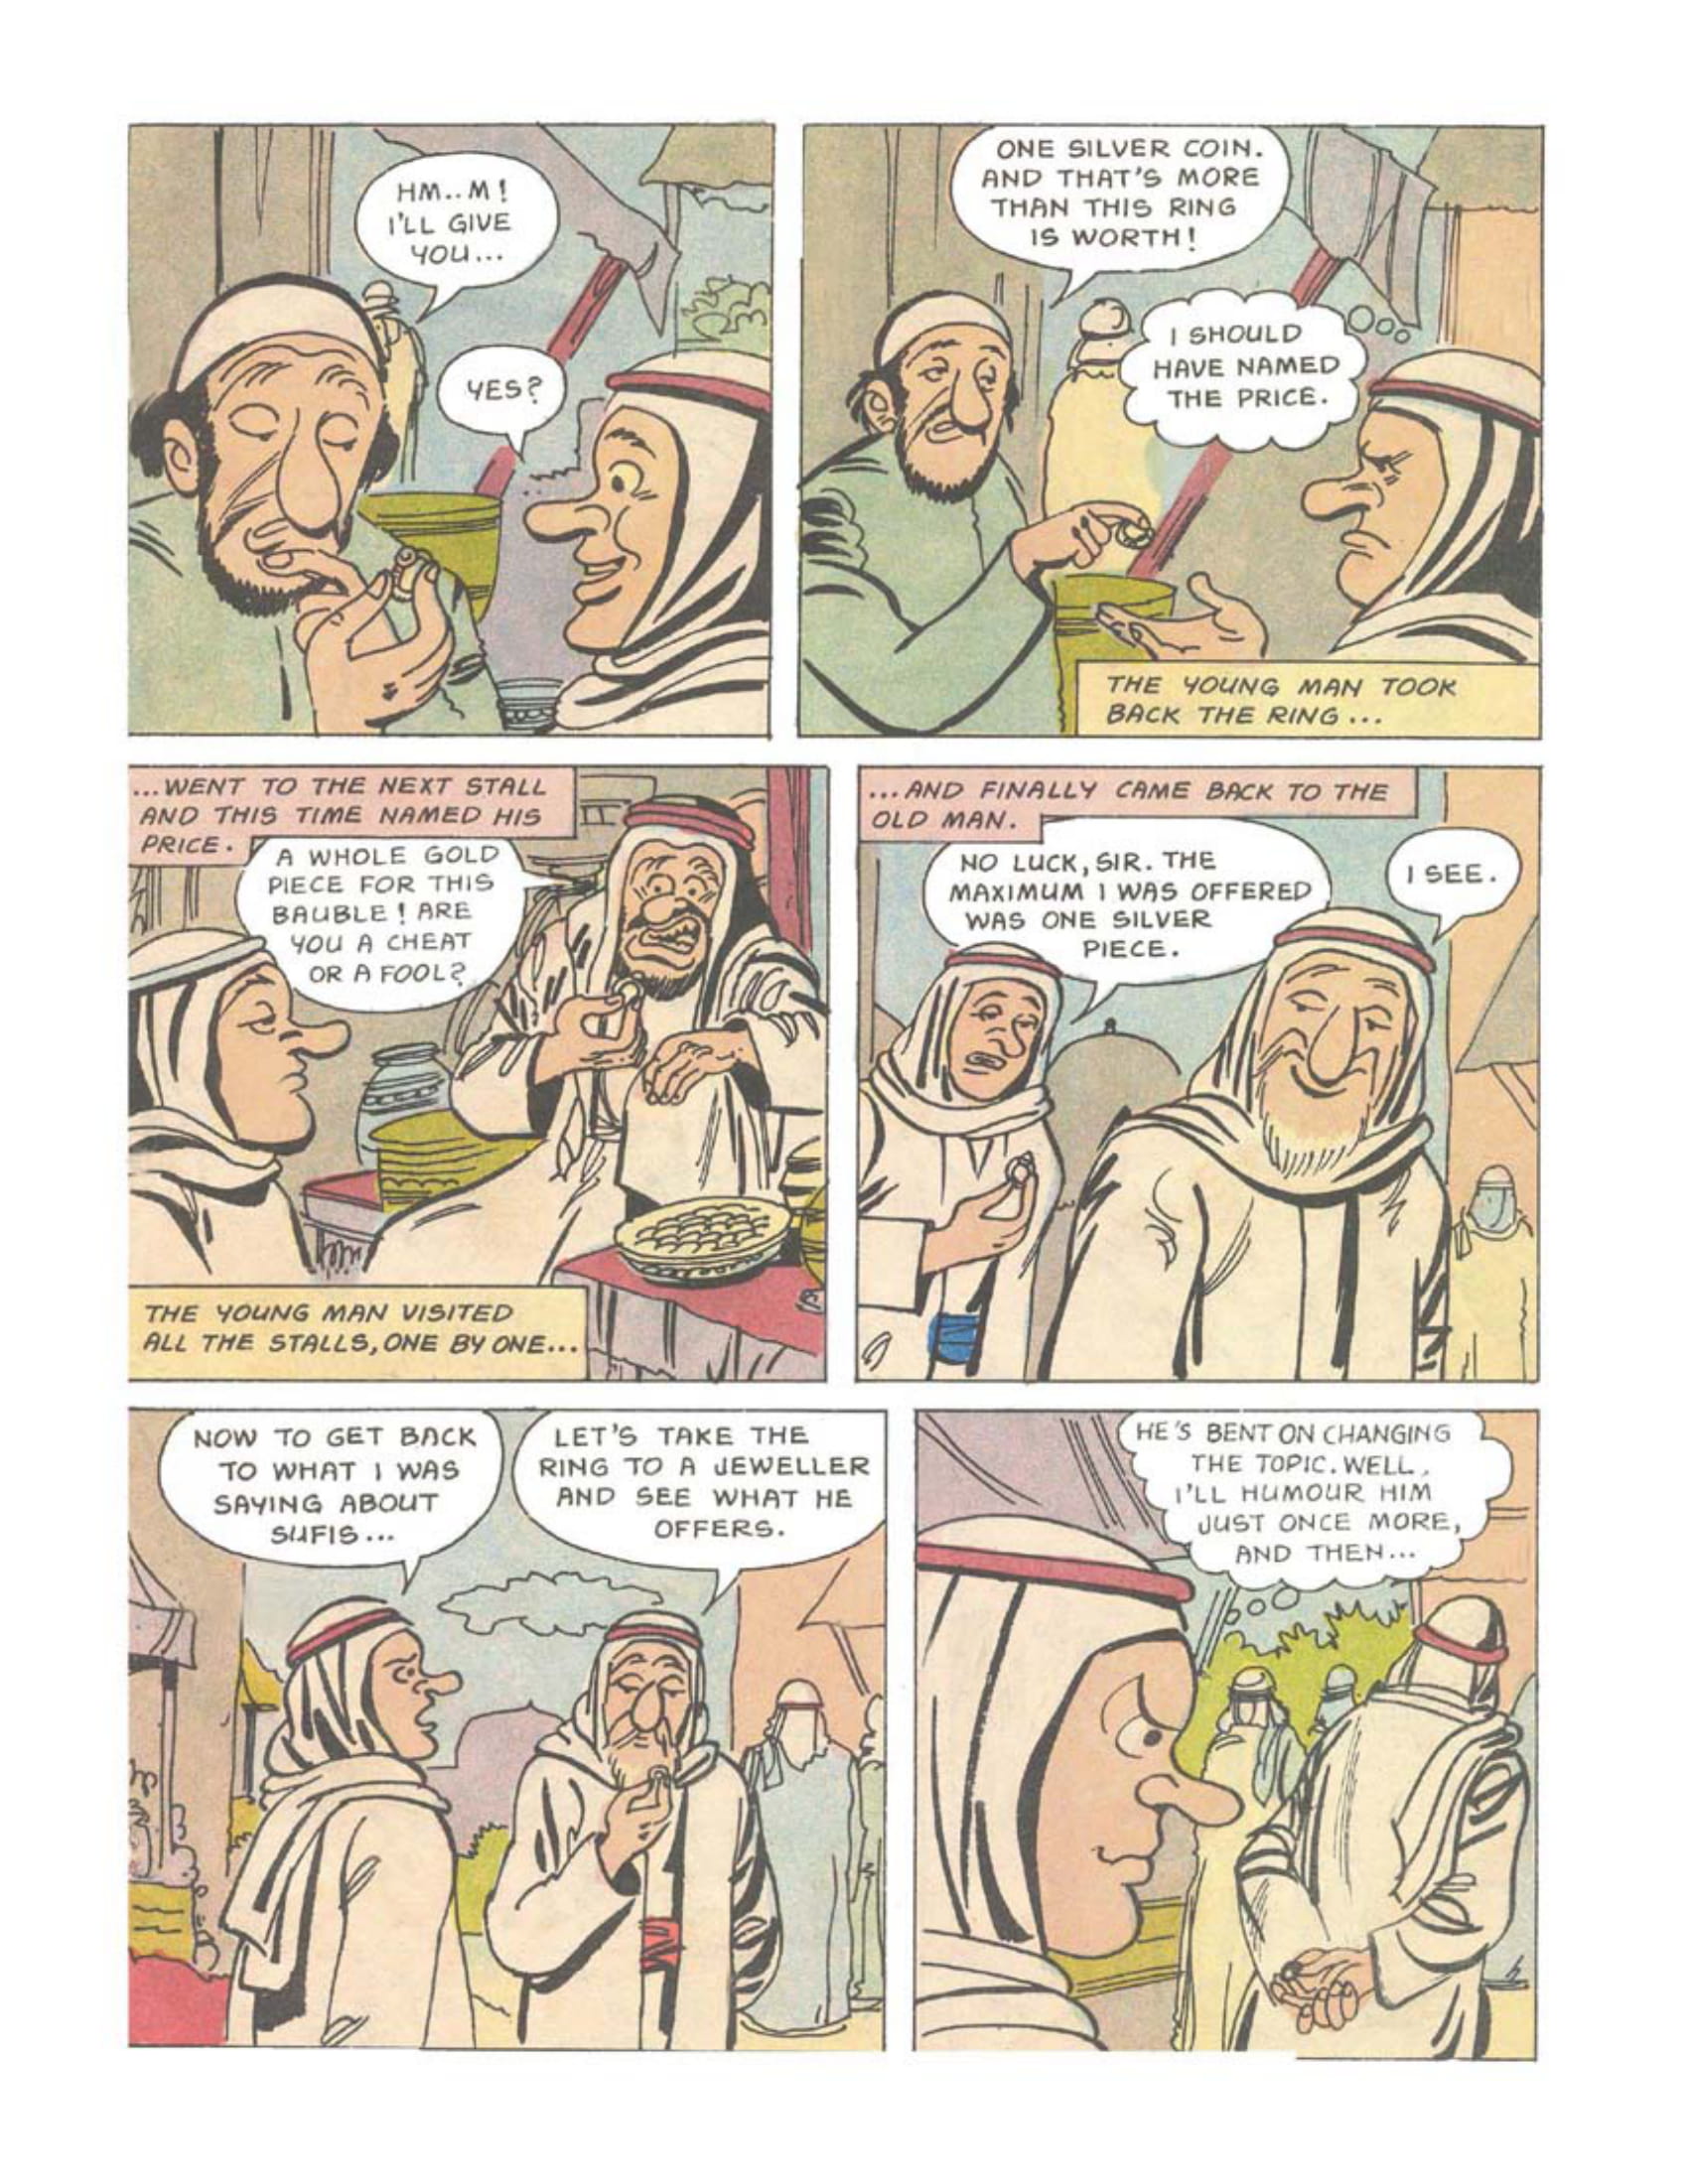 HM..M!
I'LL GIVE
YOU...
YES?
ONE SILVER COIN.
AND THAT'S MORE
THAN THIS RING
IS WORTH!
I SHOULD
HAVE NAMED
THE PRICE.
THE YOUNG MAN TOOK
BACK THE RING...
...WENT TO THE NEXT STALL
AND THIS TIME NAMED HIS
PRICE.
A WHOLE GOLD
PIECE FOR THIS
BAUBLE! ARE
YOU A CHEAT
OR A FOOL?
THE YOUNG MAN VISITED
ALL THE STALLS, ONE BY ONE...
...AND FINALLY CAME BACK TO THE
OLD MAN.
NO LUCK, SIR. THE
MAXIMUM I WAS OFFERED
WAS ONE SILVER
PIECE.
I SEE.
NOW TO GET BACK
TO WHAT I WAS
SAYING ABOUT
SUFIS...
LET'S TAKE THE
RING TO A JEWELLER
AND SEE WHAT HE
OFFERS.
HE'S BENT ON CHANGING
THE TOPIC. WELL,
I'LL HUMOUR HIM
JUST ONCE MORE,
AND THEN...